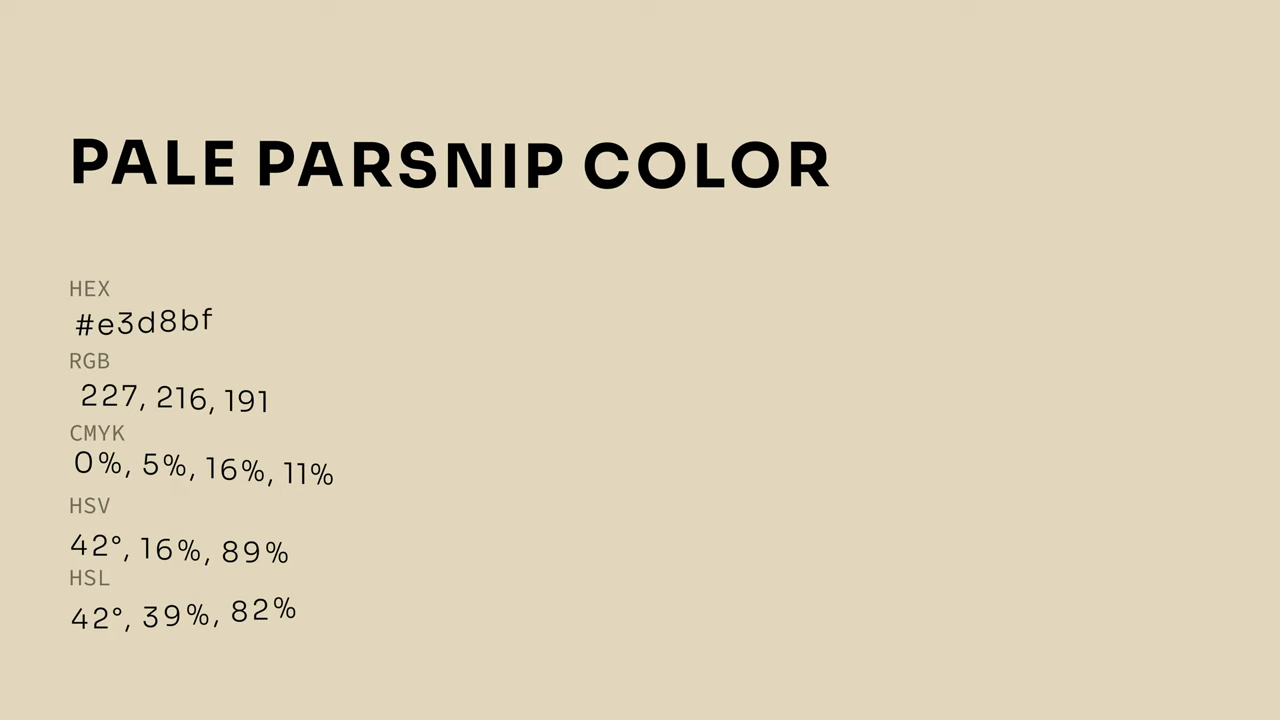 PALE PARSNIP COLOR
HEX
#e3d8bf
RGB
227, 216, 191
CMYK
0%, 5%, 16%, 11%
HSV
42°, 16%, 89%
HSL
42°, 39%, 82%